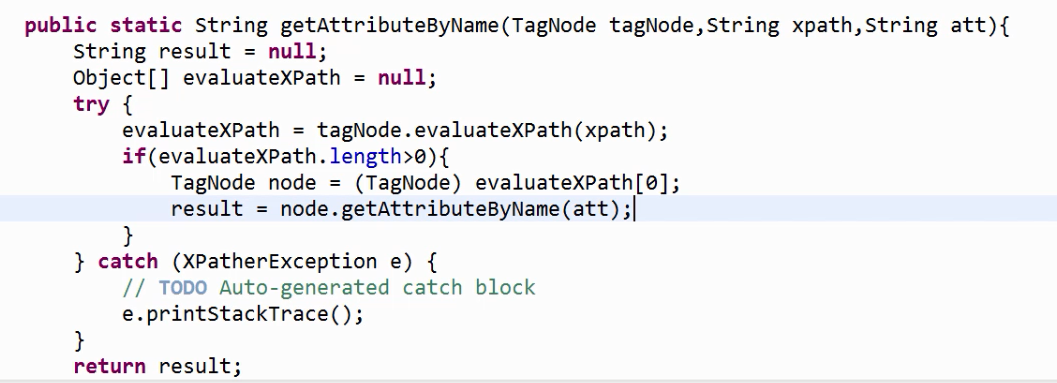 public static String getAttributeByName(TagNode tagNode,String xpath,String att){
String result = null;
Object[] evaluateXPath = null;
try {
evaluateXPath = tagNode.evaluateXPath(xpath);
if(evaluateXPath.length>0){
TagNode node = (TagNode) evaluateXPath[0];
result = node.getAttributeByName(att);
}
} catch (XPatherException e) {
// TODO Auto-generated catch block
e.printStackTrace();
}
return result;